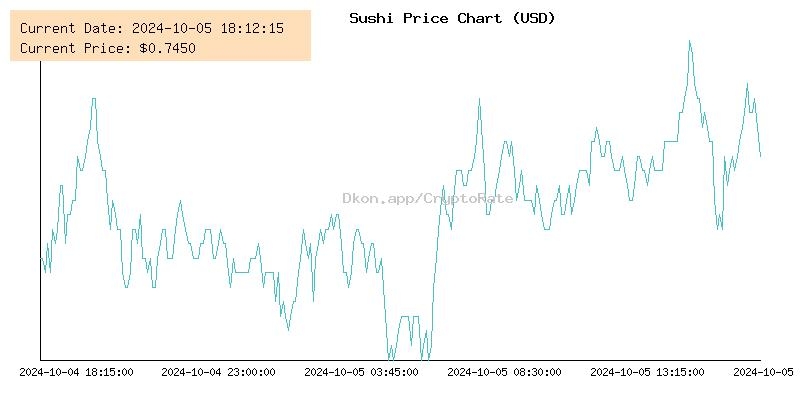 Sushi Price Chart (USD)
Current Date: 2024-10-05 18:12:15
Current Price: $0.7450
Dkon.app/CryptoRate
2024-10-04 18:15:00 2024-10-04 23:00:00 2024-10-05 03:45:00 2024-10-05 08:30:00 2024-10-05 13:15:00 2024-10-05